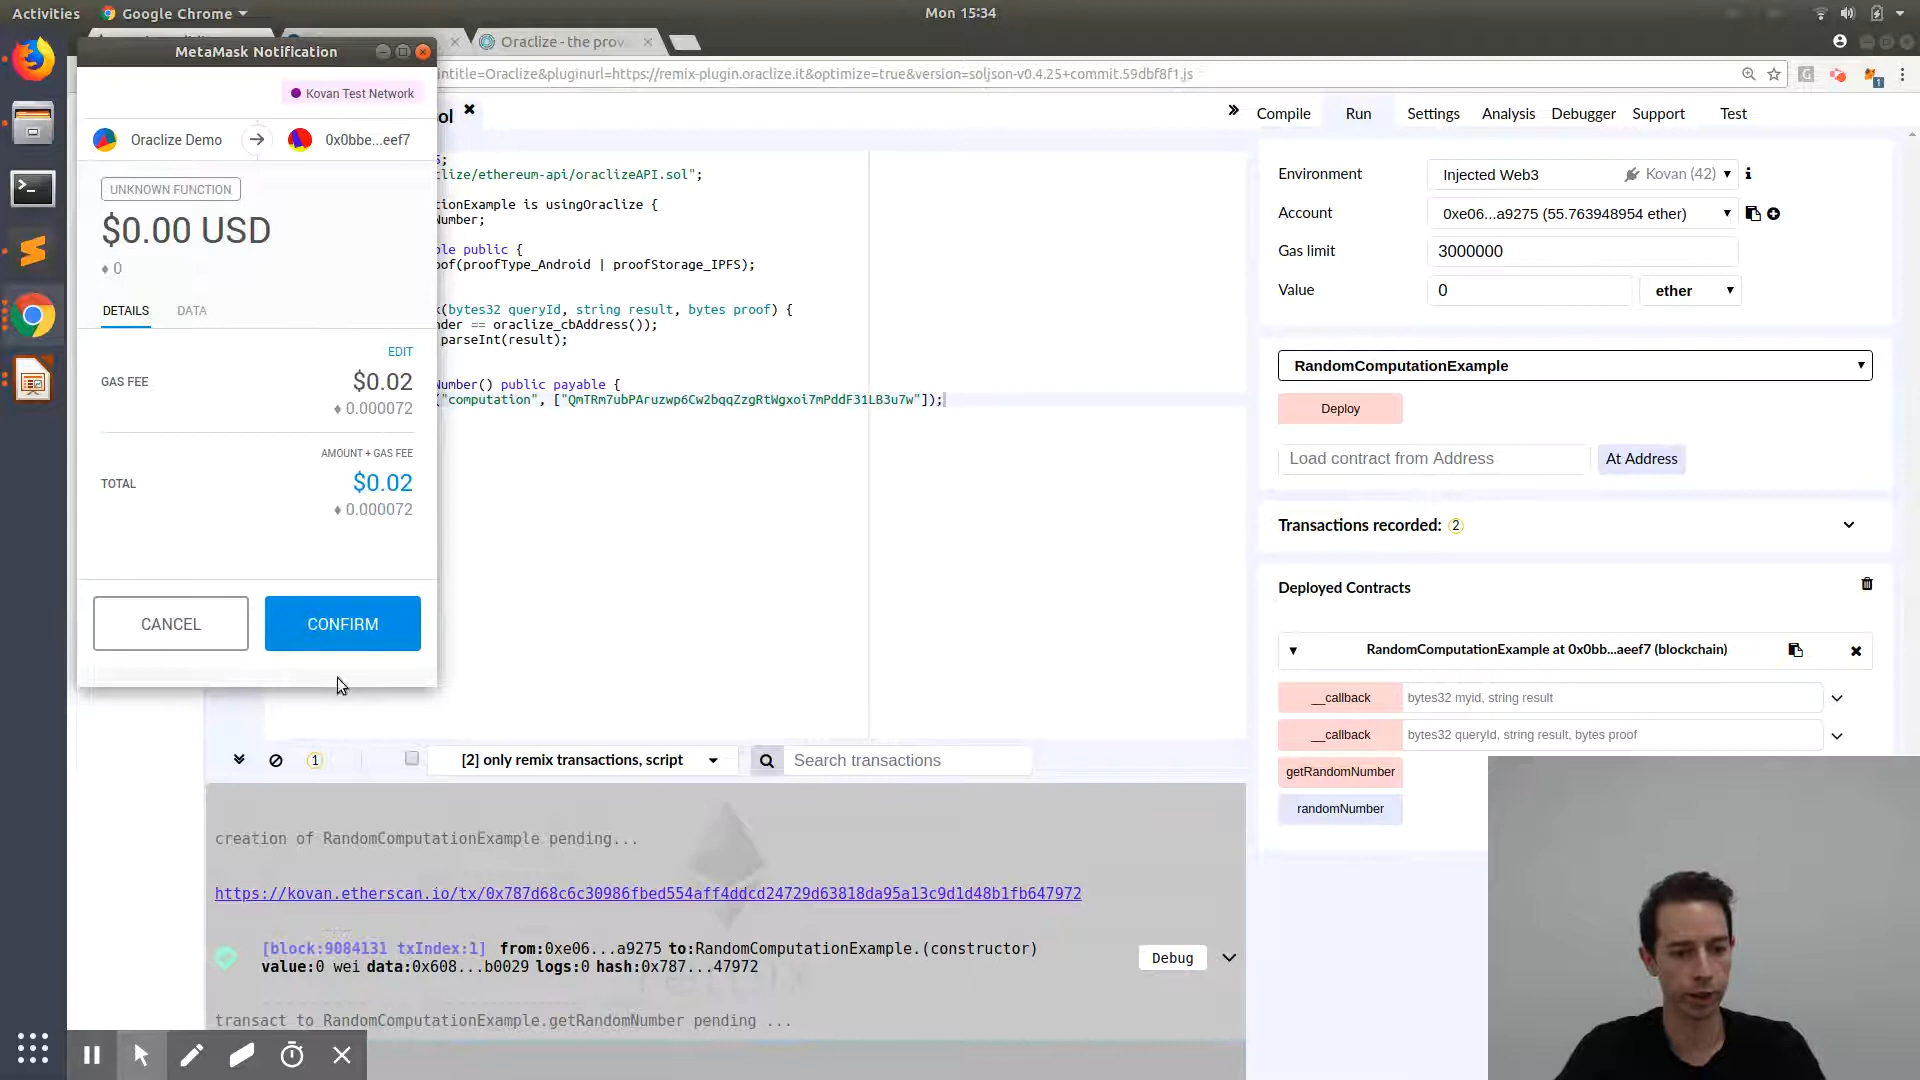 Activities
Google Chrome
Mon 15:34
MetaMask Notification
Oraclize - the prov
intitle=Oraclize&pluginurl=https://remix-plugin.oraclize.it&optimize=true&version=soljson-v0.4.25+commit.59dbf8f1.js
Kovan Test Network
Oraclize Demo
0x0bbe...eef7
UNKNOWN FUNCTION
$0.00 USD
0
DETAILS
DATA
EDIT
GAS FEE
$0.02
0.000072
AMOUNT + GAS FEE
TOTAL
$0.02
0.000072
CANCEL
CONFIRM
ol
5;
clize/ethereum-api/oraclizeAPI.sol";
tionExample is usingOraclize {
Number;
ble public {
oof(proofType_Android | proofStorage_IPFS);
k(bytes32 queryId, string result, bytes proof) {
nder == oraclize_cbAddress());
parseInt(result);
Number() public payable {
("computation", ["QmTRm7ubPAruzwp6Cw2bqqZzgRtWgxoi7mPddF31LB3u7w"]);
Compile
Run
Settings
Analysis
Debugger
Support
Test
Environment
Injected Web3
Kovan (42)
Account
0xe06...a9275 (55.763948954 ether)
Gas limit
3000000
Value
0
ether
RandomComputationExample
Deploy
Load contract from Address
At Address
Transactions recorded: 2
Deployed Contracts
RandomComputationExample at 0x0bb...aeef7 (blockchain)
__callback
bytes32 myid, string result
__callback
bytes32 queryId, string result, bytes proof
getRandomNumber
randomNumber
1
[2] only remix transactions, script
Search transactions
creation of RandomComputationExample pending...
https://kovan.etherscan.io/tx/0x787d68c6c30986fbed554aff4ddcd24729d63818da95a13c9d1d48b1fb647972
[block:9084131 txIndex:1] from:0xe06...a9275 to:RandomComputationExample.(constructor)
value:0 wei data:0x608...b0029 logs:0 hash:0x787...47972
Debug
transact to RandomComputationExample.getRandomNumber pending ...